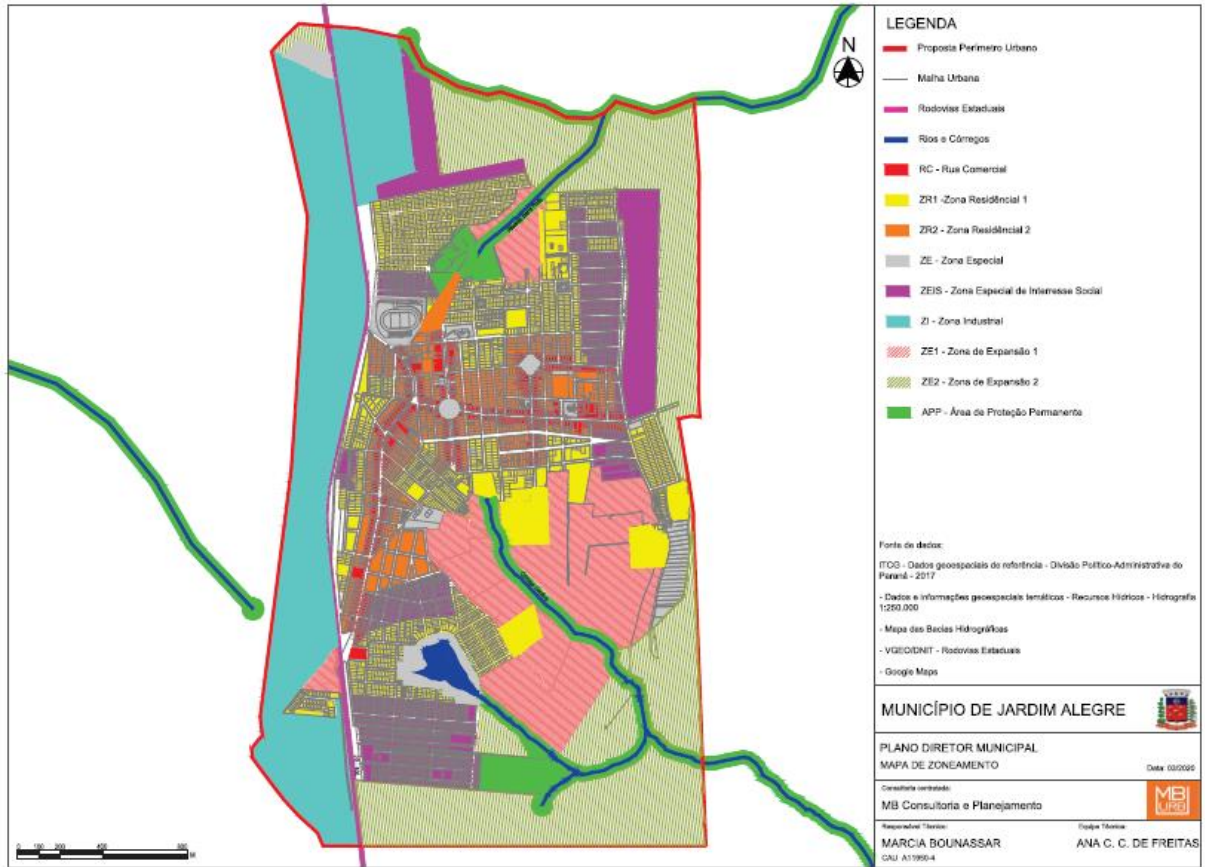 LEGENDA
N
Proposta Perímetro Urbano
Malha Urbana
Rodovias Estaduais
Rios e Córregos
RC - Rua Comercial
ZR1 -Zona Residêncial 1
ZR2 - Zona Residêncial 2
ZE - Zona Especial
ZEIS - Zona Especial de Interresse Social
ZI - Zona Industrial
ZE1 - Zona de Expansão 1
ZE2 - Zona de Expansão 2
APP - Área de Proteção Permanente
Fonte de dados:
ITCG - Dados geoespaciais de referência - Divisão Político-Administrativa do
Paraná - 2017
- Dados e informações geoespaciais temáticos - Recursos Hídricos - Hidrografia
1:250.000
- Mapa das Bacias Hidrográficas
- VGEO/DNIT - Rodovias Estaduais
- Google Maps
MUNICÍPIO DE JARDIM ALEGRE
PLANO DIRETOR MUNICIPAL
MAPA DE ZONEAMENTO
Data: 02/2020
Consultoria contratada:
MB Consultoria e Planejamento
MB
URB
Responsável Técnico:
MARCIA BOUNASSAR
CAU A11950-4
Equipe Técnica:
ANA C. C. DE FREITAS
0 100 200 400 800
M